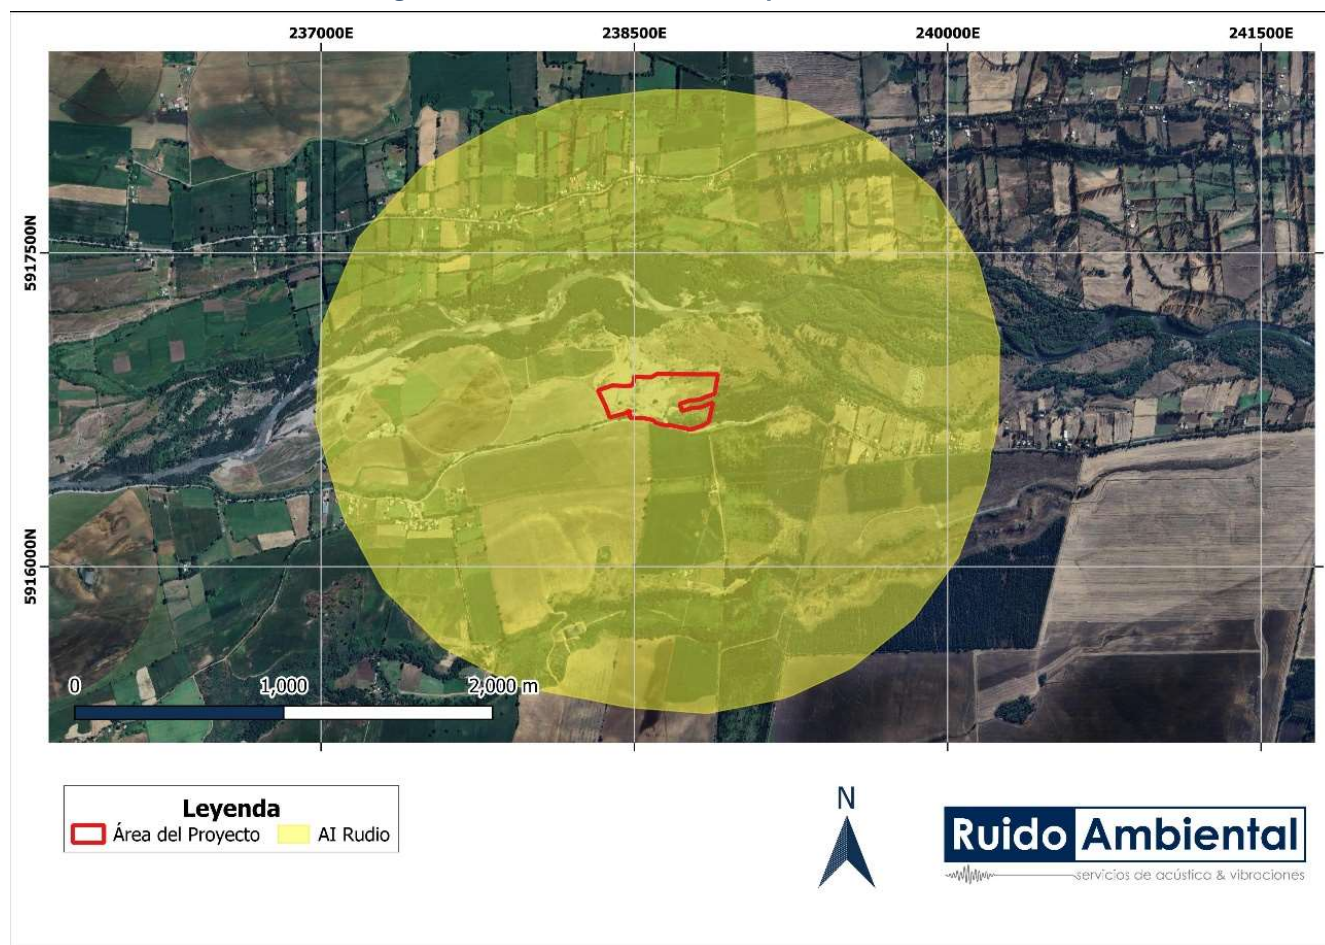 237000E 238500E 240000E 241500E
5917500N
5916000N
0 1,000 2,000 m
Leyenda
Área del Proyecto AI Rudio
N
Ruido Ambiental
servicios de acústica & vibraciones